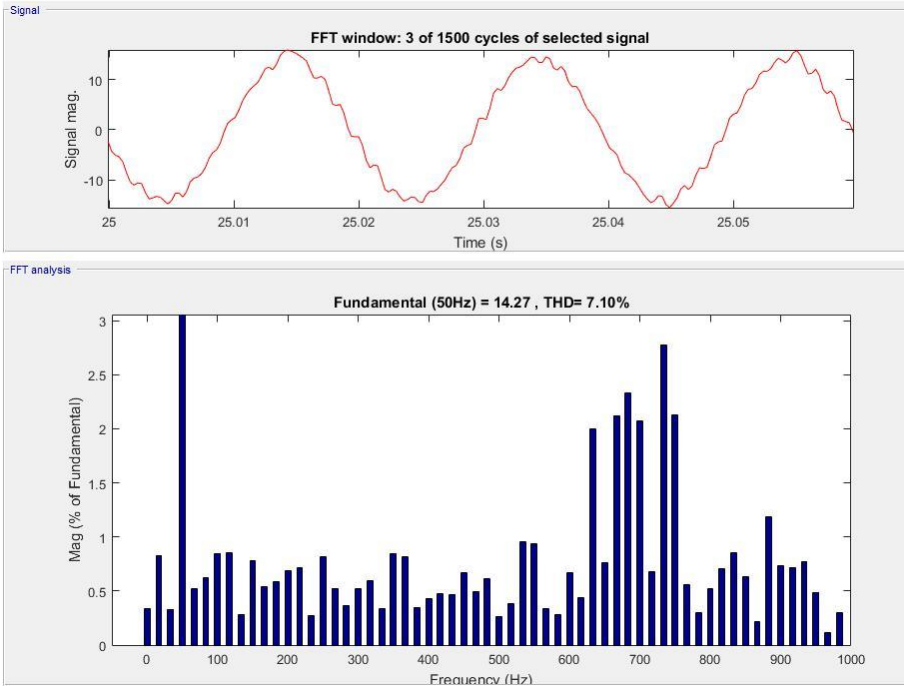 Signal
FFT window: 3 of 1500 cycles of selected signal
10
0
-10
Signal mag.
25 25.01 25.02 25.03 25.04 25.05
Time (s)
FFT analysis
Fundamental (50Hz) = 14.27 , THD= 7.10%
3
2.5
2
1.5
1
0.5
0
Mag (% of Fundamental)
0 100 200 300 400 500 600 700 800 900 1000
Frequency (Hz)